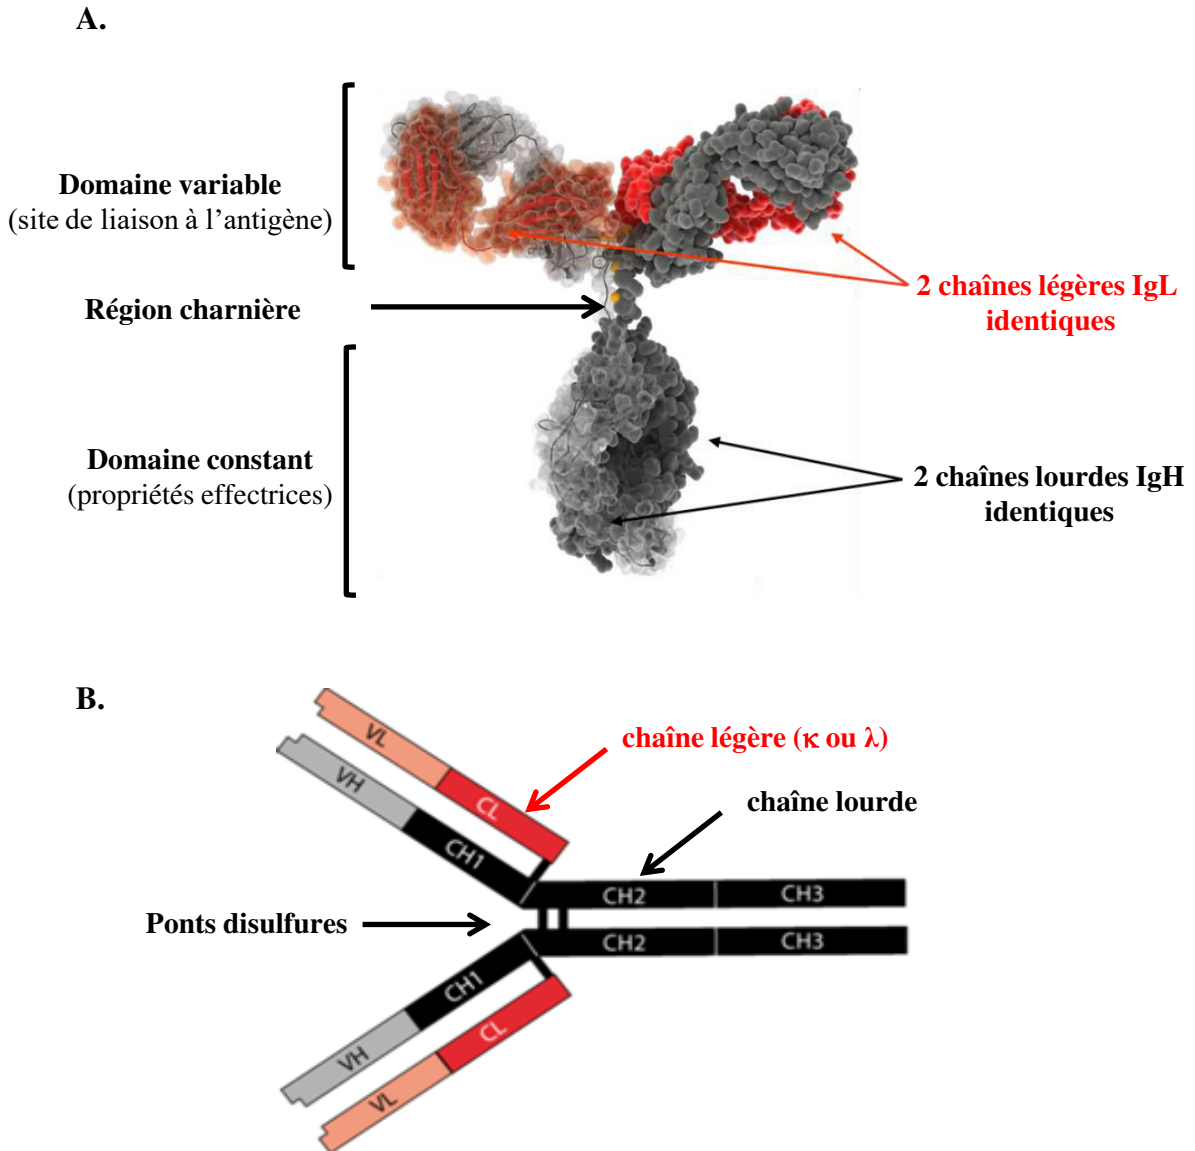 A.
Domaine variable
(site de liaison à l’antigène)
2 chaînes légères IgL
identiques
Région charnière
Domaine constant
(propriétés effectrices)
2 chaînes lourdes IgH
identiques
B.
VL
chaîne légère (κ ou λ)
VH
CL
chaîne lourde
CH1
CH2
CH3
Ponts disulfures
CH2
CH3
CH1
CL
VH
VL